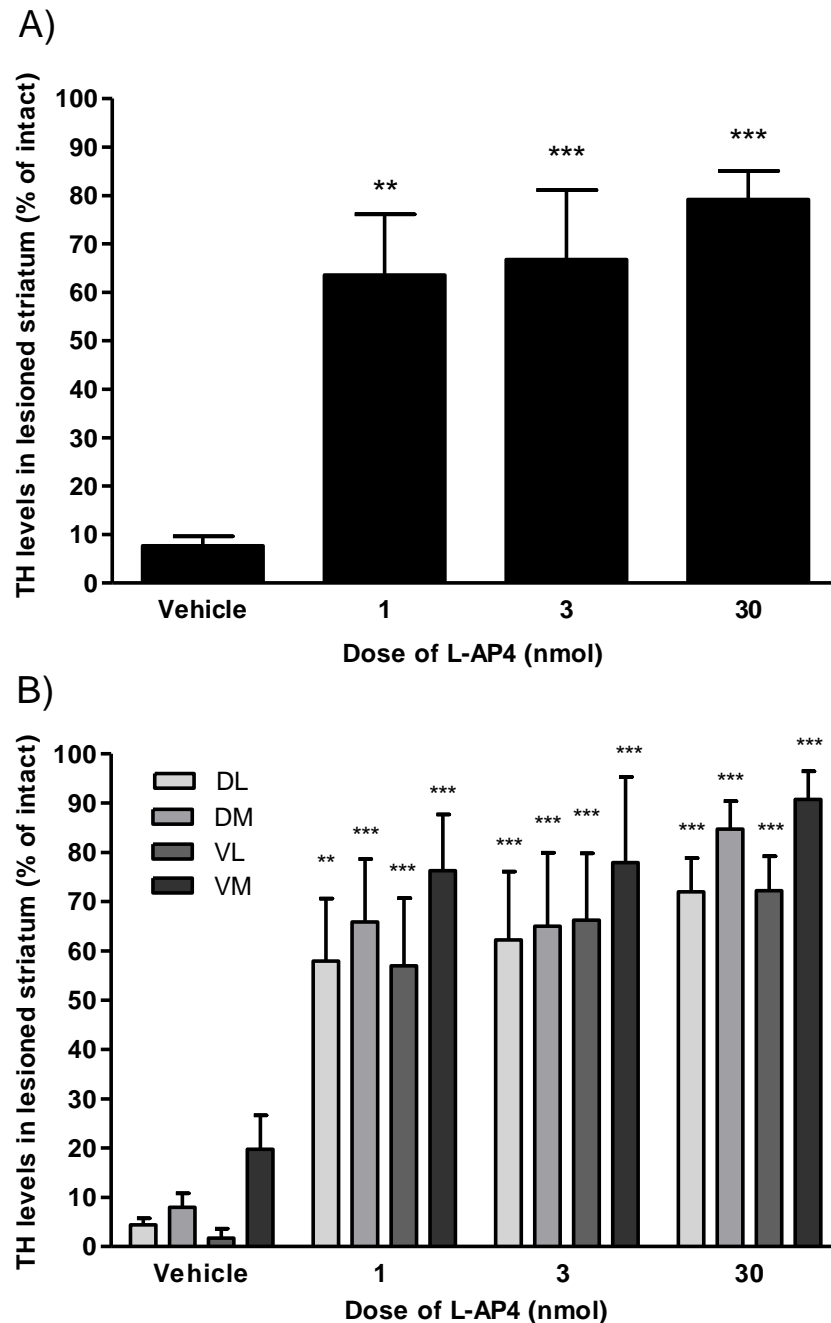 A)
TH levels in lesioned striatum (% of intact)
100
90
80
70
60
50
40
30
20
10
0
**
***
***
Vehicle 1 3 30
Dose of L-AP4 (nmol)
B)
TH levels in lesioned striatum (% of intact)
100
90
80
70
60
50
40
30
20
10
0
DL
DM
VL
VM
** *** *** ***
*** *** *** ***
*** *** *** ***
Vehicle 1 3 30
Dose of L-AP4 (nmol)